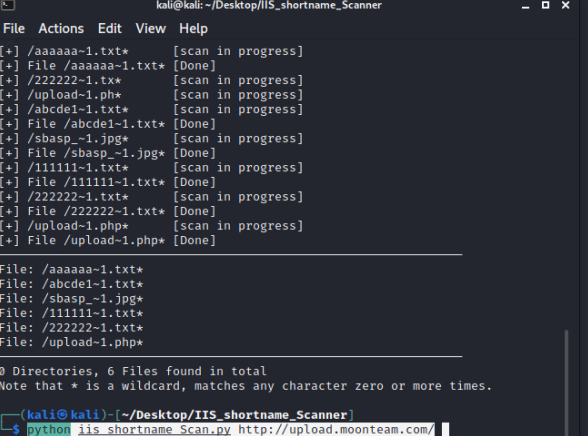 kali@kali: ~/Desktop/IIS_shortname_Scanner
File Actions Edit View Help
[+] /aaaaaa~1.txt* [scan in progress]
[+] File /aaaaaa~1.txt* [Done]
[+] /222222~1.tx* [scan in progress]
[+] /upload~1.ph* [scan in progress]
[+] /abcde1~1.txt* [scan in progress]
[+] File /abcde1~1.txt* [Done]
[+] /sbasp_~1.jpg* [scan in progress]
[+] File /sbasp_~1.jpg* [Done]
[+] /111111~1.txt* [scan in progress]
[+] File /111111~1.txt* [Done]
[+] /222222~1.txt* [scan in progress]
[+] File /222222~1.txt* [Done]
[+] /upload~1.php* [scan in progress]
[+] File /upload~1.php* [Done]
File: /aaaaaa~1.txt*
File: /abcde1~1.txt*
File: /sbasp_~1.jpg*
File: /111111~1.txt*
File: /222222~1.txt*
File: /upload~1.php*
0 Directories, 6 Files found in total
Note that * is a wildcard, matches any character zero or more times.
(kali㉿kali)-[~/Desktop/IIS_shortname_Scanner]
$ python iis_shortname_Scan.py http://upload.moonteam.com/